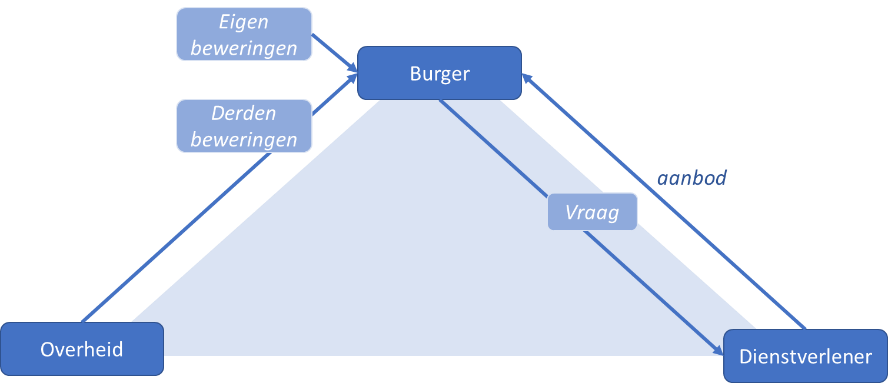 Eigen
beweringen
Burger
Derden
beweringen
aanbod
Vraag
Overheid
Dienstverlener